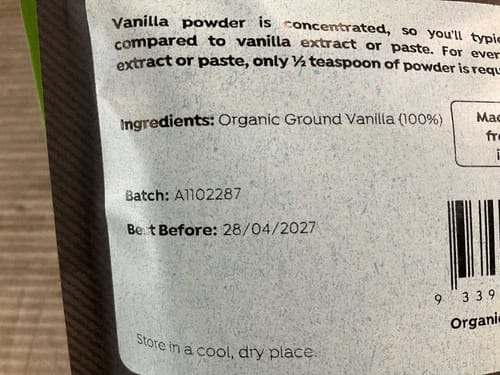 Vanilla powder is concentrated, so you'll
compared to vanilla extract or paste. For
extract or paste, only ½ teaspoon of powder is
Ingredients: Organic Ground Vanilla (100%)
Batch: A1102287
Best Before: 28/04/2027
9 339
Store in a cool, dry place.